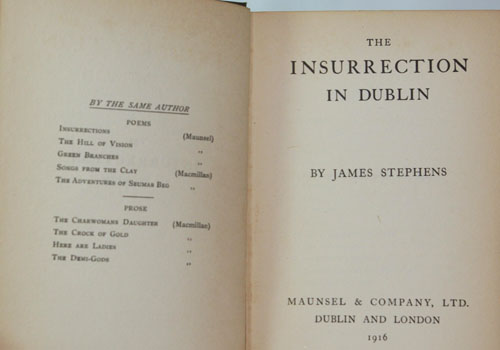 BY THE SAME AUTHOR
POEMS
INSURRECTIONS (Maunsel)
THE HILL OF VISION ,,
GREEN BRANCHES ,,
SONGS FROM THE CLAY (Macmillan)
THE ADVENTURES OF SEUMAS BEG ,,
PROSE
THE CHARWOMANS DAUGHTER (Macmillan)
THE CROCK OF GOLD ,,
HERE ARE LADIES ,,
THE DEMI-GODS ,,
THE
INSURRECTION
IN DUBLIN
BY JAMES STEPHENS
MAUNSEL & COMPANY, LTD.
DUBLIN AND LONDON
1916